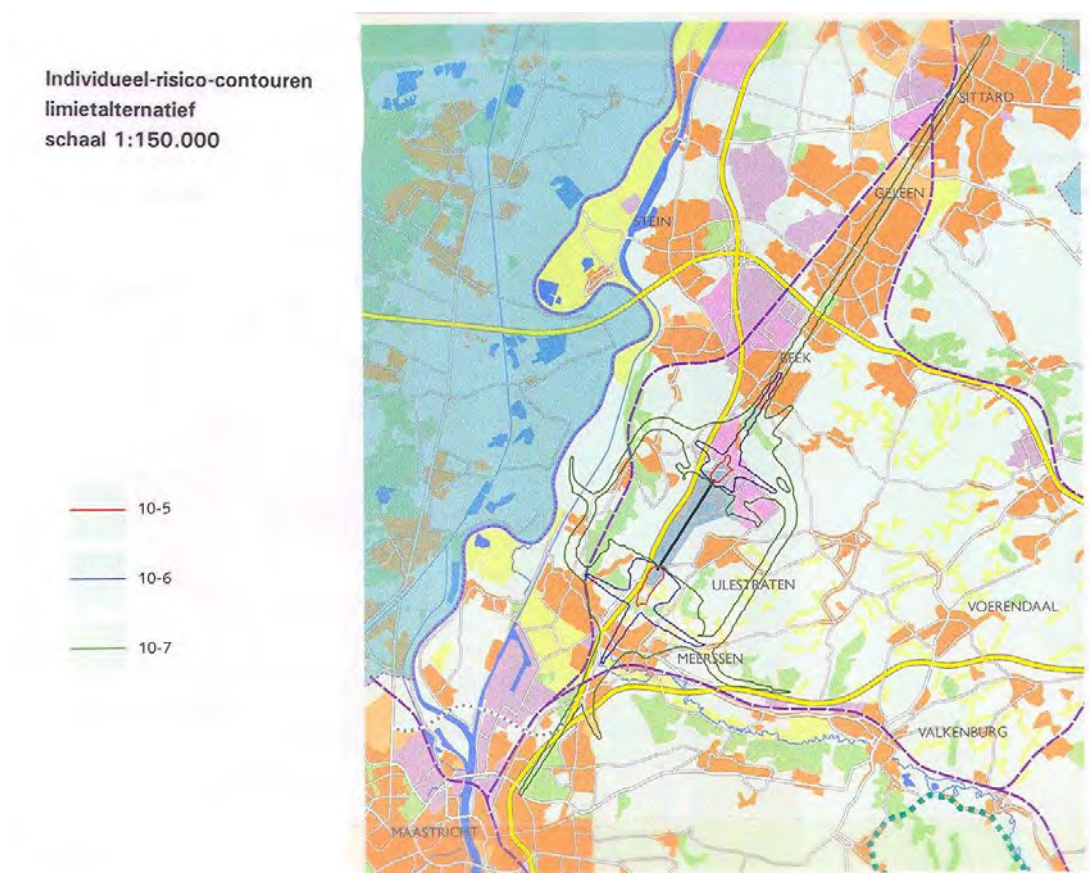 Individueel-risico-contouren
limietalternatief
schaal 1:150.000
10-5
10-6
10-7
SITTARD
GELEEN
STEIN
BEEK
ULESTRATEN
VOERENDAAL
MEERSSEN
VALKENBURG
MAASTRICHT